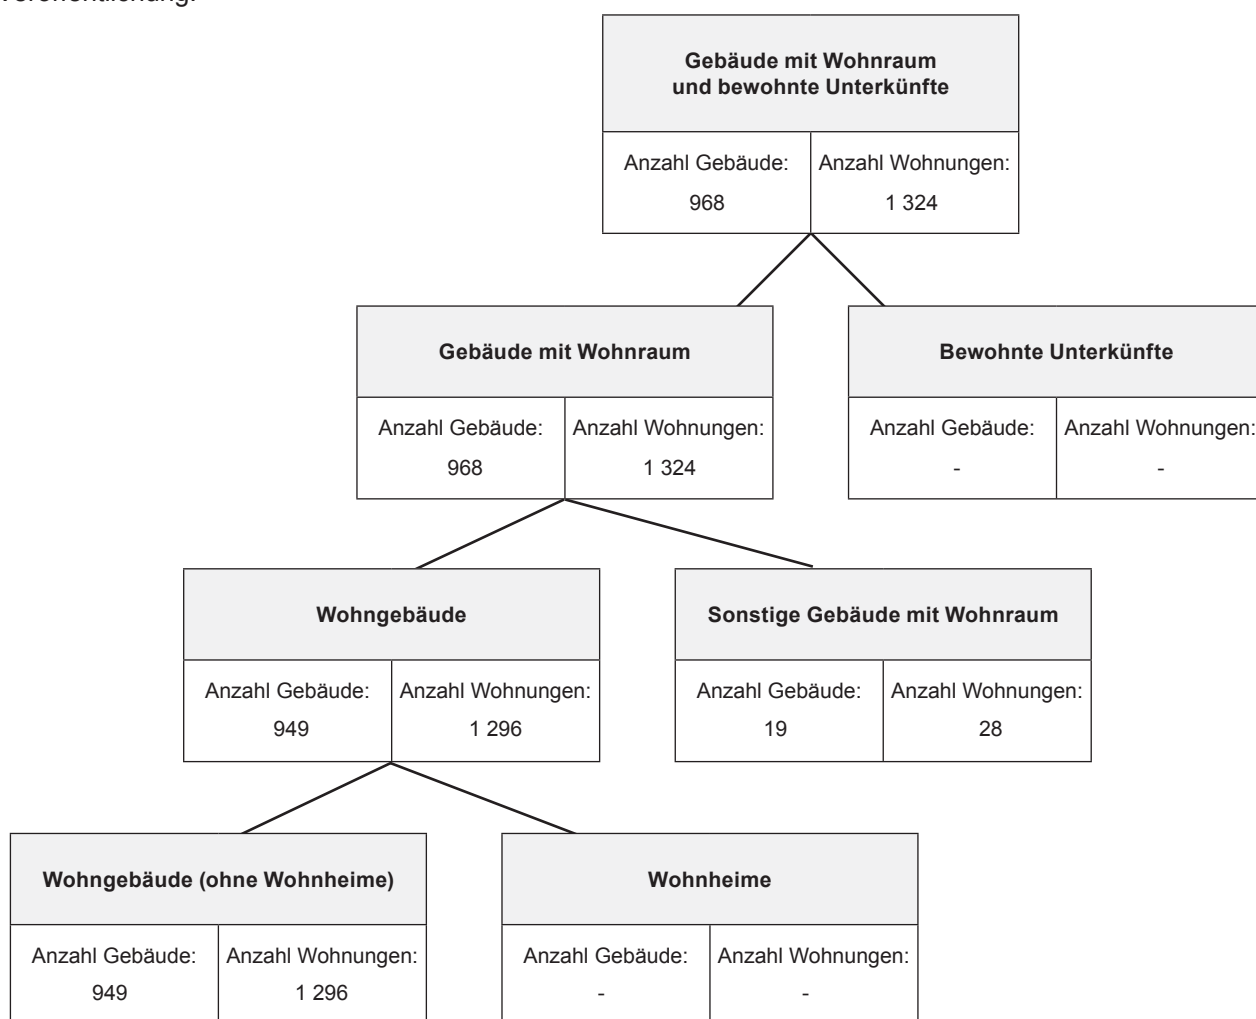 Veröffentlichung.
Gebäude mit Wohnraum
und bewohnte Unterkünfte
Anzahl Gebäude: Anzahl Wohnungen:
968 1 324
Gebäude mit Wohnraum Bewohnte Unterkünfte
Anzahl Gebäude: Anzahl Wohnungen: Anzahl Gebäude: Anzahl Wohnungen:
968 1 324 - -
Wohngebäude Sonstige Gebäude mit Wohnraum
Anzahl Gebäude: Anzahl Wohnungen: Anzahl Gebäude: Anzahl Wohnungen:
949 1 296 19 28
Wohngebäude (ohne Wohnheime) Wohnheime
Anzahl Gebäude: Anzahl Wohnungen: Anzahl Gebäude: Anzahl Wohnungen:
949 1 296 - -